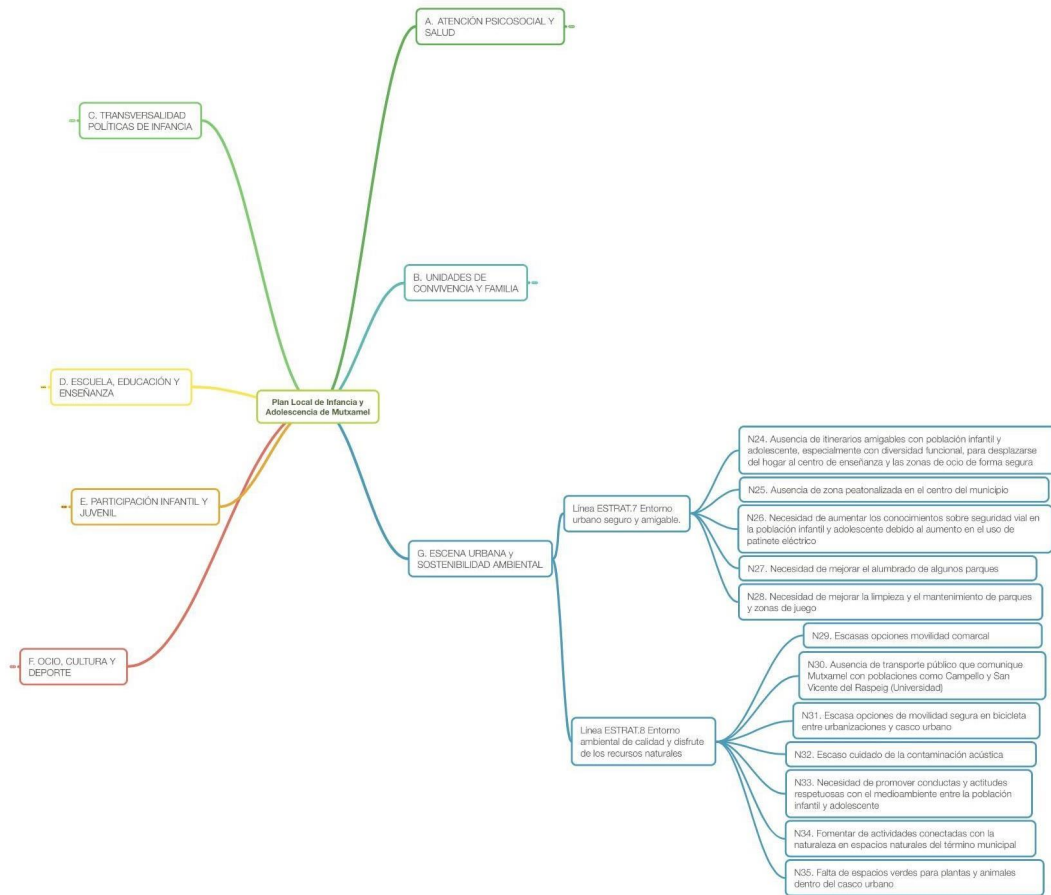 A. ATENCIÓN PSICOSOCIAL Y
SALUD
C. TRANSVERSALIDAD
POLÍTICAS DE INFANCIA
B. UNIDADES DE
CONVIVENCIA Y FAMILIA
D. ESCUELA, EDUCACIÓN Y
ENSEÑANZA
Plan Local de Infancia y
Adolescencia de Mutxamel
E. PARTICIPACIÓN INFANTIL Y
JUVENIL
F. OCIO, CULTURA Y
DEPORTE
G. ESCENA URBANA y
SOSTENIBILIDAD AMBIENTAL
Línea ESTRAT.7 Entorno
urbano seguro y amigable.
N24. Ausencia de itinerarios amigables con población infantil y
adolescente, especialmente con diversidad funcional, para desplazarse
del hogar al centro de enseñanza y las zonas de ocio de forma segura
N25. Ausencia de zona peatonalizada en el centro del municipio
N26. Necesidad de aumentar los conocimientos sobre seguridad vial en
la población infantil y adolescente debido al aumento en el uso de
patinete eléctrico
N27. Necesidad de mejorar el alumbrado de algunos parques
N28. Necesidad de mejorar la limpieza y el mantenimiento de parques
y zonas de juego
Línea ESTRAT.8 Entorno
ambiental de calidad y disfrute
de los recursos naturales
N29. Escasas opciones movilidad comarcal
N30. Ausencia de transporte público que comunique
Mutxamel con poblaciones como Campello y San
Vicente del Raspeig (Universidad)
N31. Escasa opciones de movilidad segura en bicicleta
entre urbanizaciones y casco urbano
N32. Escaso cuidado de la contaminación acústica
N33. Necesidad de promover conductas y actitudes
respetuosas con el medioambiente entre la población
infantil y adolescente
N34. Fomentar de actividades conectadas con la
naturaleza en espacios naturales del término municipal
N35. Falta de espacios verdes para plantas y animales
dentro del casco urbano